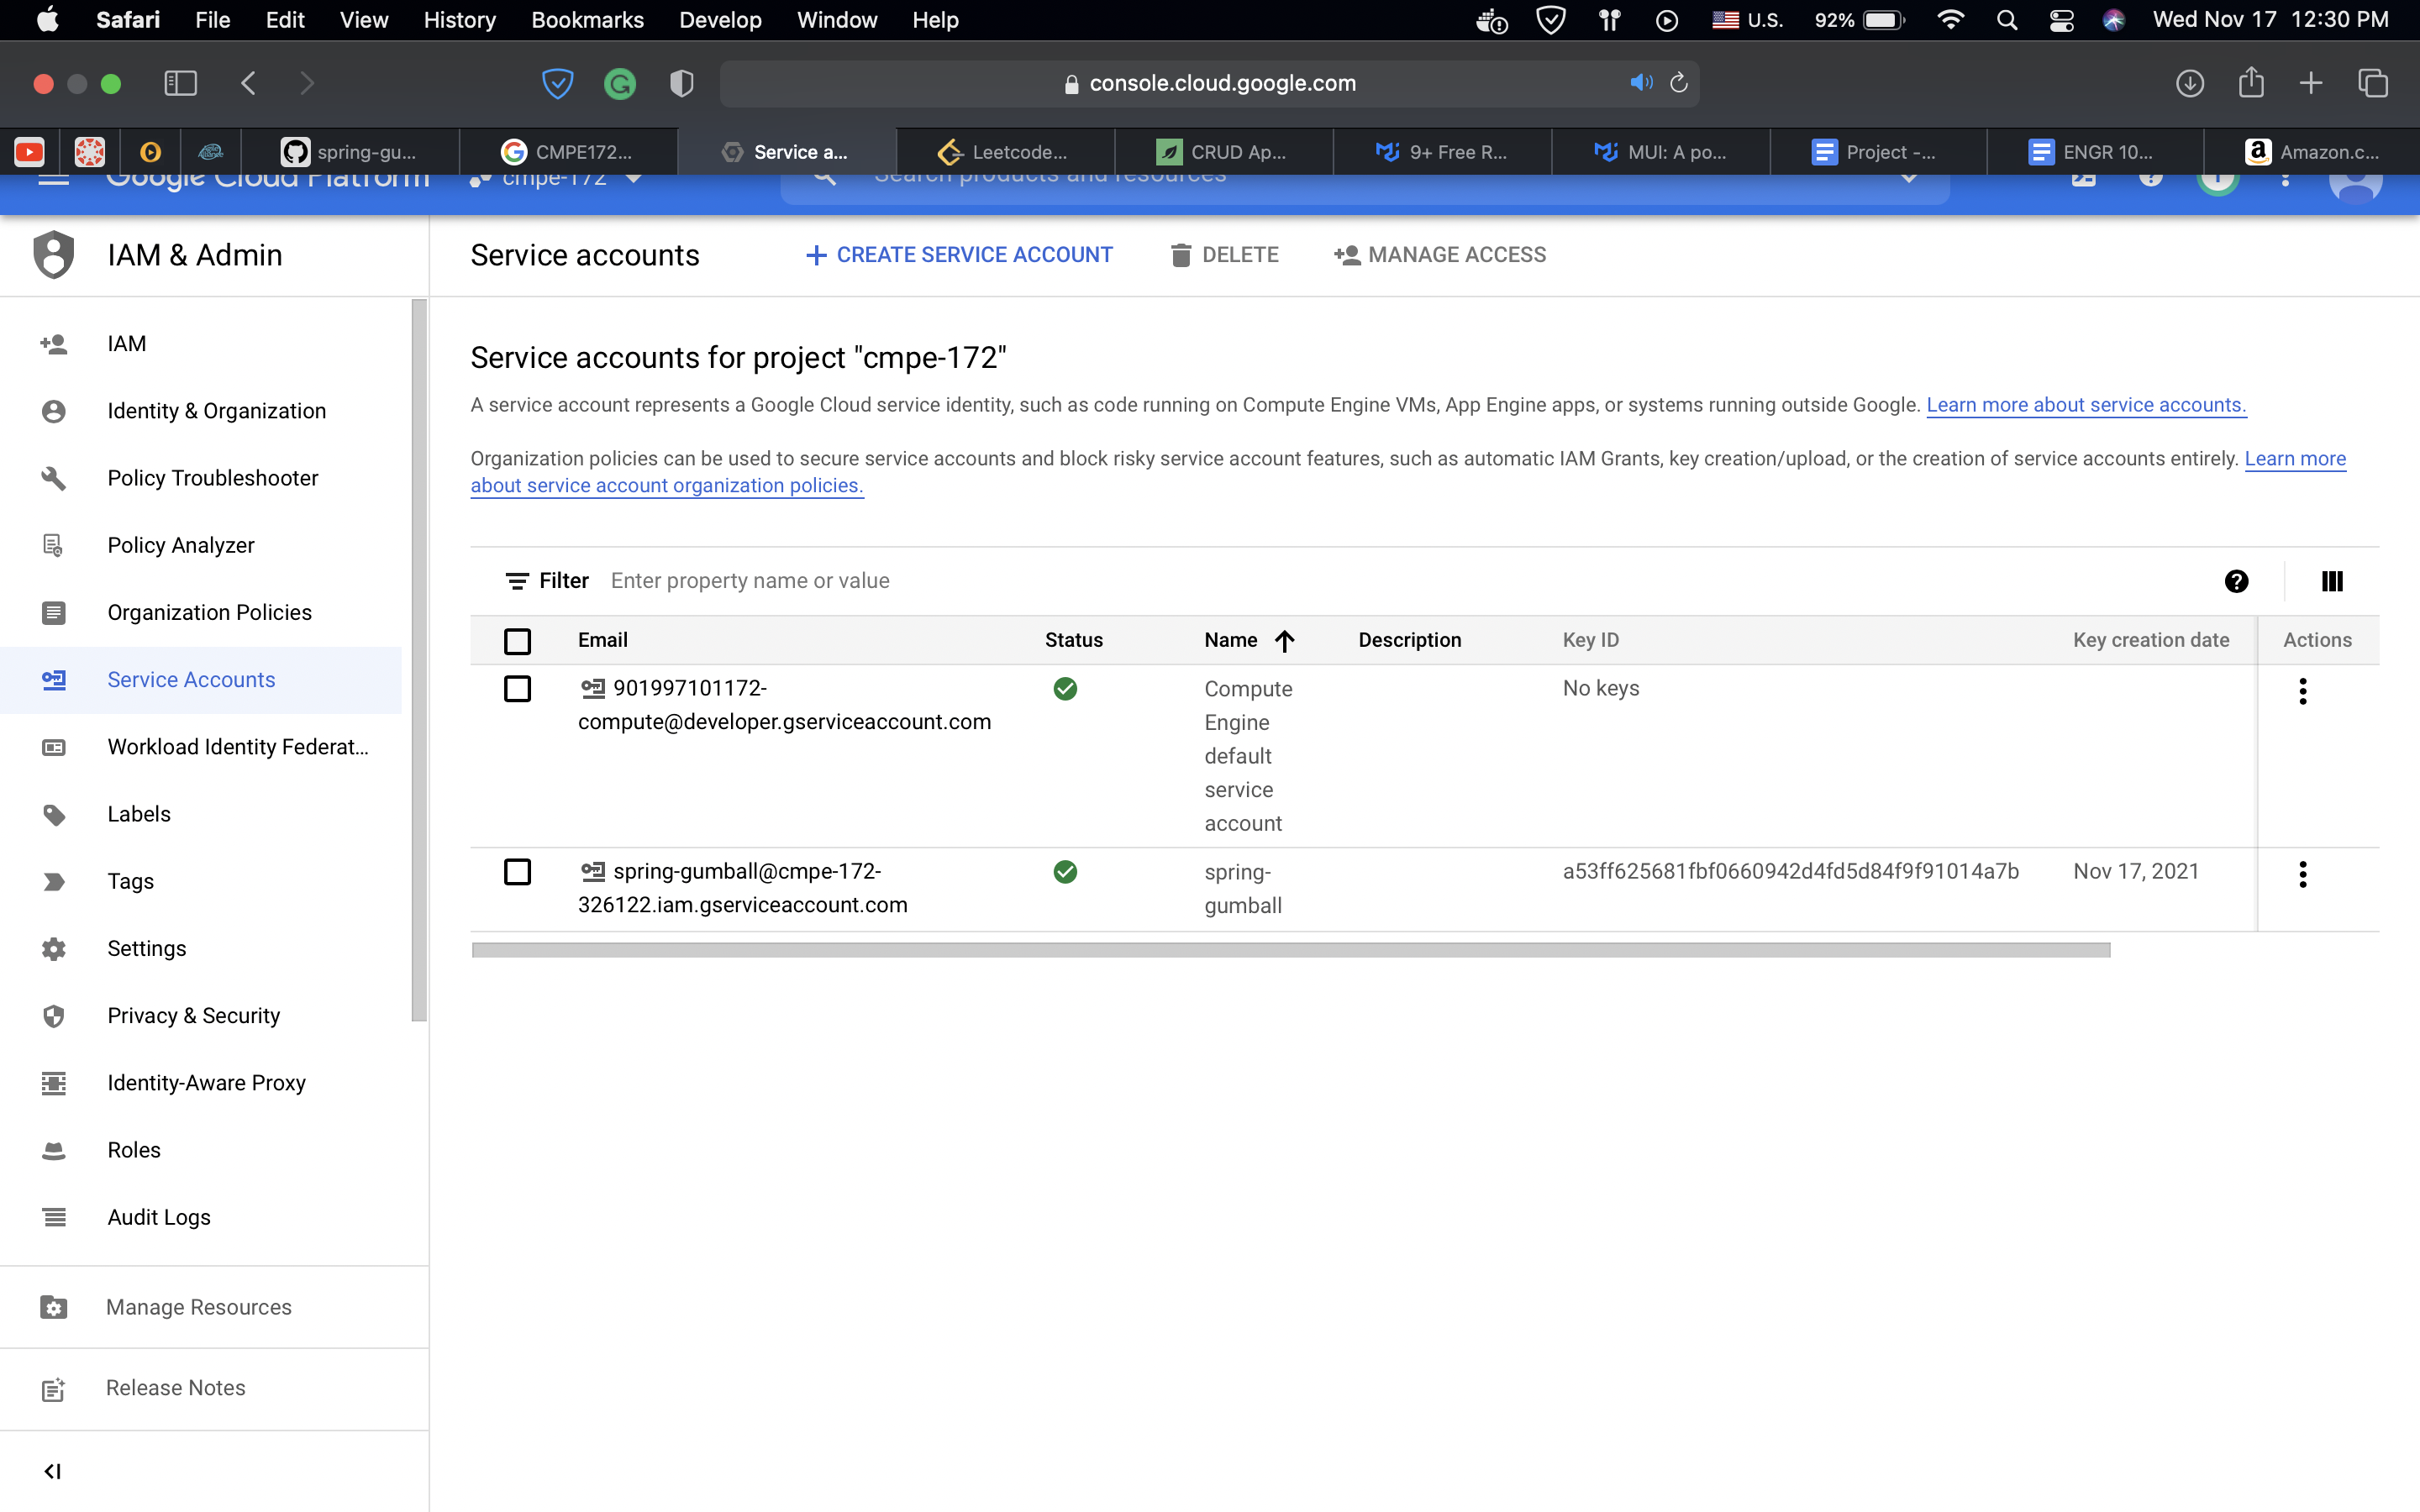 Safari File Edit View History Bookmarks Develop Window Help U.S. 92% Wed Nov 17 12:30 PM
console.cloud.google.com
spring-gu... CMPE172... Service a... Leetcode... CRUD Ap... 9+ Free R... MUI: A po... Project -... ENGR 10... Amazon.c...
Google Cloud Platform cmpe-172 Search products and resources
IAM & Admin
Service accounts CREATE SERVICE ACCOUNT DELETE MANAGE ACCESS
IAM
Identity & Organization
Policy Troubleshooter
Policy Analyzer
Organization Policies
Service Accounts
Workload Identity Federat...
Labels
Tags
Settings
Privacy & Security
Identity-Aware Proxy
Roles
Audit Logs
Manage Resources
Release Notes
Service accounts for project "cmpe-172"
A service account represents a Google Cloud service identity, such as code running on Compute Engine VMs, App Engine apps, or systems running outside Google. Learn more about service accounts.
Organization policies can be used to secure service accounts and block risky service account features, such as automatic IAM Grants, key creation/upload, or the creation of service accounts entirely. Learn more
about service account organization policies.
Filter Enter property name or value
Email Status Name Description Key ID Key creation date Actions
901997101172- Compute No keys
compute@developer.gserviceaccount.com Engine
default
service
account
spring-gumball@cmpe-172- spring- a53ff625681fbf0660942d4fd5d84f9f91014a7b Nov 17, 2021
326122.iam.gserviceaccount.com gumball